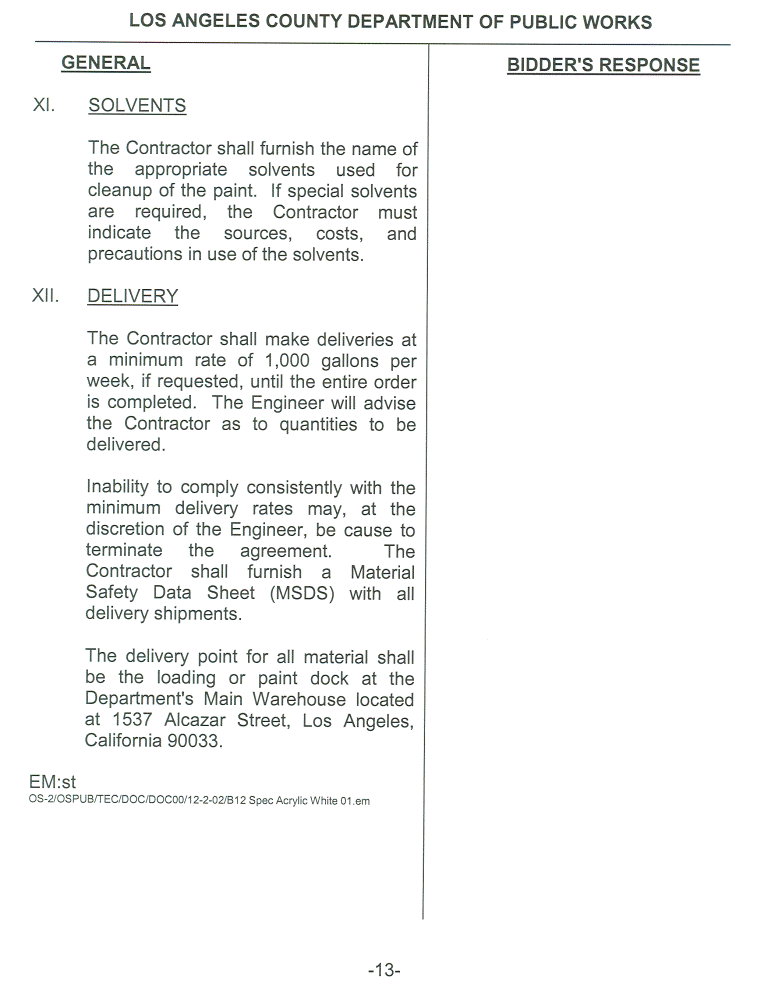 LOS ANGELES COUNTY DEPARTMENT OF PUBLIC WORKS
GENERAL
BIDDER'S RESPONSE
XI. SOLVENTS
The Contractor shall furnish the name of
the appropriate solvents used for
cleanup of the paint. If special solvents
are required, the Contractor must
indicate the sources, costs, and
precautions in use of the solvents.
XII. DELIVERY
The Contractor shall make deliveries at
a minimum rate of 1,000 gallons per
week, if requested, until the entire order
is completed. The Engineer will advise
the Contractor as to quantities to be
delivered.
Inability to comply consistently with the
minimum delivery rates may, at the
discretion of the Engineer, be cause to
terminate the agreement. The
Contractor shall furnish a Material
Safety Data Sheet (MSDS) with all
delivery shipments.
The delivery point for all material shall
be the loading or paint dock at the
Department's Main Warehouse located
at 1537 Alcazar Street, Los Angeles,
California 90033.
EM:st
OS-2/OSPUB/TEC/DOC/DOC00/12-2-02/B12 Spec Acrylic White 01.em
-13-